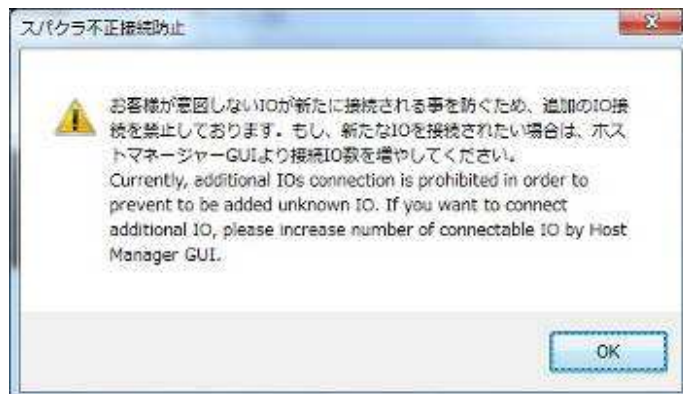 スパクラ不正接続防止
お客様が意図しないIOが新たに接続される事を防ぐため、追加のIO接
続を禁止しております。もし、新たなIOを接続されたい場合は、ホス
トマネージャーGUIより接続IO数を増やしてください。
Currently, additional IOs connection is prohibited in order to
prevent to be added unknown IO. If you want to connect
additional IO, please increase number of connectable IO by Host
Manager GUI.
OK